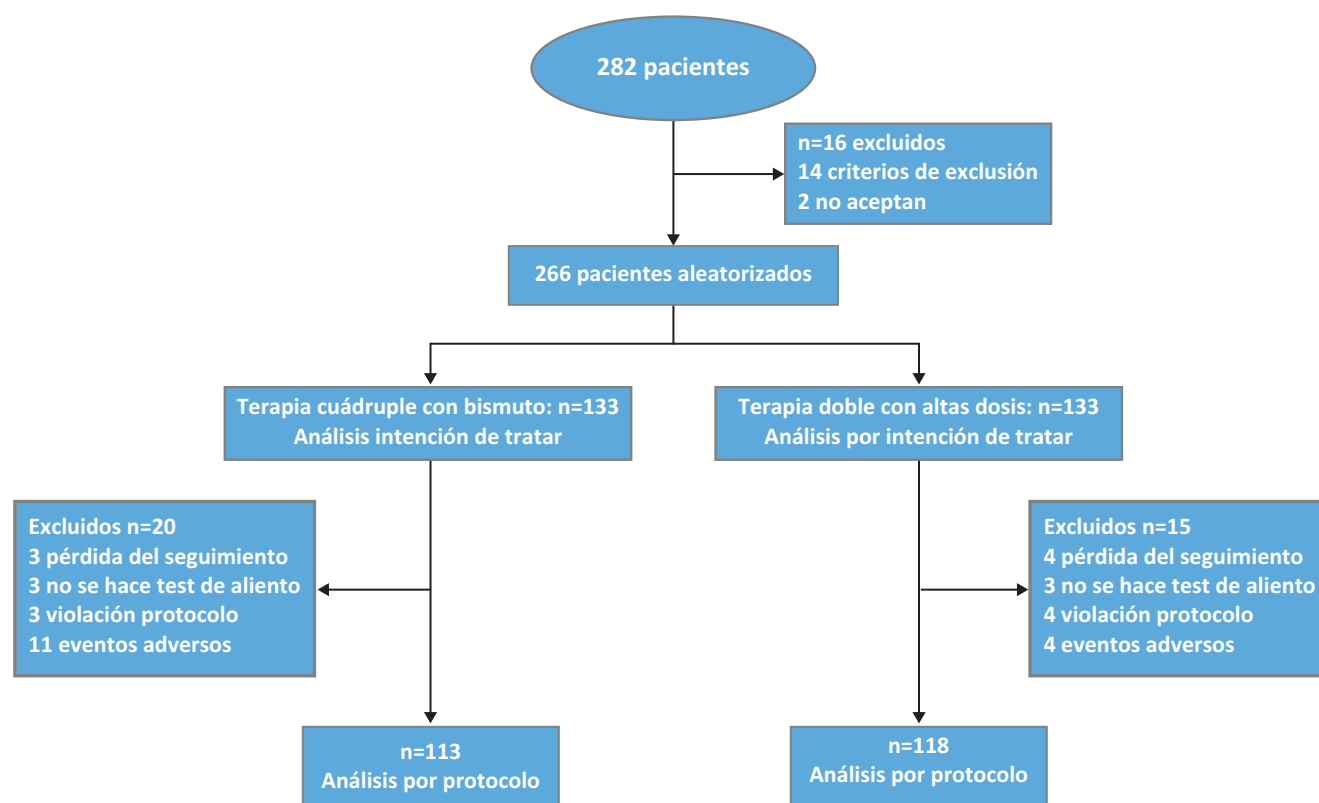 282 pacientes
n=16 excluidos
14 criterios de exclusión
2 no aceptan
266 pacientes aleatorizados
Terapia cuádruple con bismuto: n=133
Análisis intención de tratar
Terapia doble con altas dosis: n=133
Análisis por intención de tratar
Excluidos n=20
3 pérdida del seguimiento
3 no se hace test de aliento
3 violación protocolo
11 eventos adversos
Excluidos n=15
4 pérdida del seguimiento
3 no se hace test de aliento
4 violación protocolo
4 eventos adversos
n=113
Análisis por protocolo
n=118
Análisis por protocolo